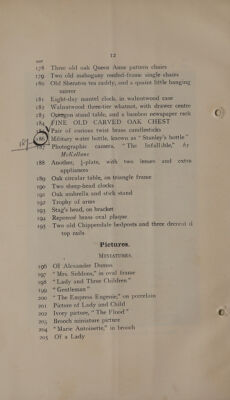 12
178 Three old oak Queen Anne pattern chairs
179 Two old mahogany corded-frame single chairs
180 Old Sheraton tea caddy, and a quaint little hanging
mirror
181 Eight-day mantel clock, in walnutwood case
182 Walnutwood three-tier whatnot, with drawer centre
183 Octagon stand table, and a bamboo newspaper rack
184 FINE OLD CARVED OAK CHEST
185 Pair of curious twist brass candlesticks
186 Military water bottle, known as "Stanley's bottle"
187 Photographic camera, "The Infallible," by
McKellane
188 Another, ½-plate, with two lenses and extra
appliances
189 Oak circular table, on triangle frame
190 Two sheep-head clocks
191 Oak umbrella and stick stand
192 Trophy of arms
193 Stag's head, on bracket
194 Repoussé brass oval plaque
195 Two old Chippendale bedposts and three
top rails
Pictures.
MINIATURES.
196 Of Alexander Dumas
197 "Mrs. Siddons," in oval frame
198 "Lady and Three Children"
199 "Gentleman"
200 "The Empress Eugenie," on porcelain
201 Picture of Lady and Child
202 Ivory picture, "The Flood"
203 Brooch miniature picture
204 "Marie Antoinette," in brooch
205 Of a Lady